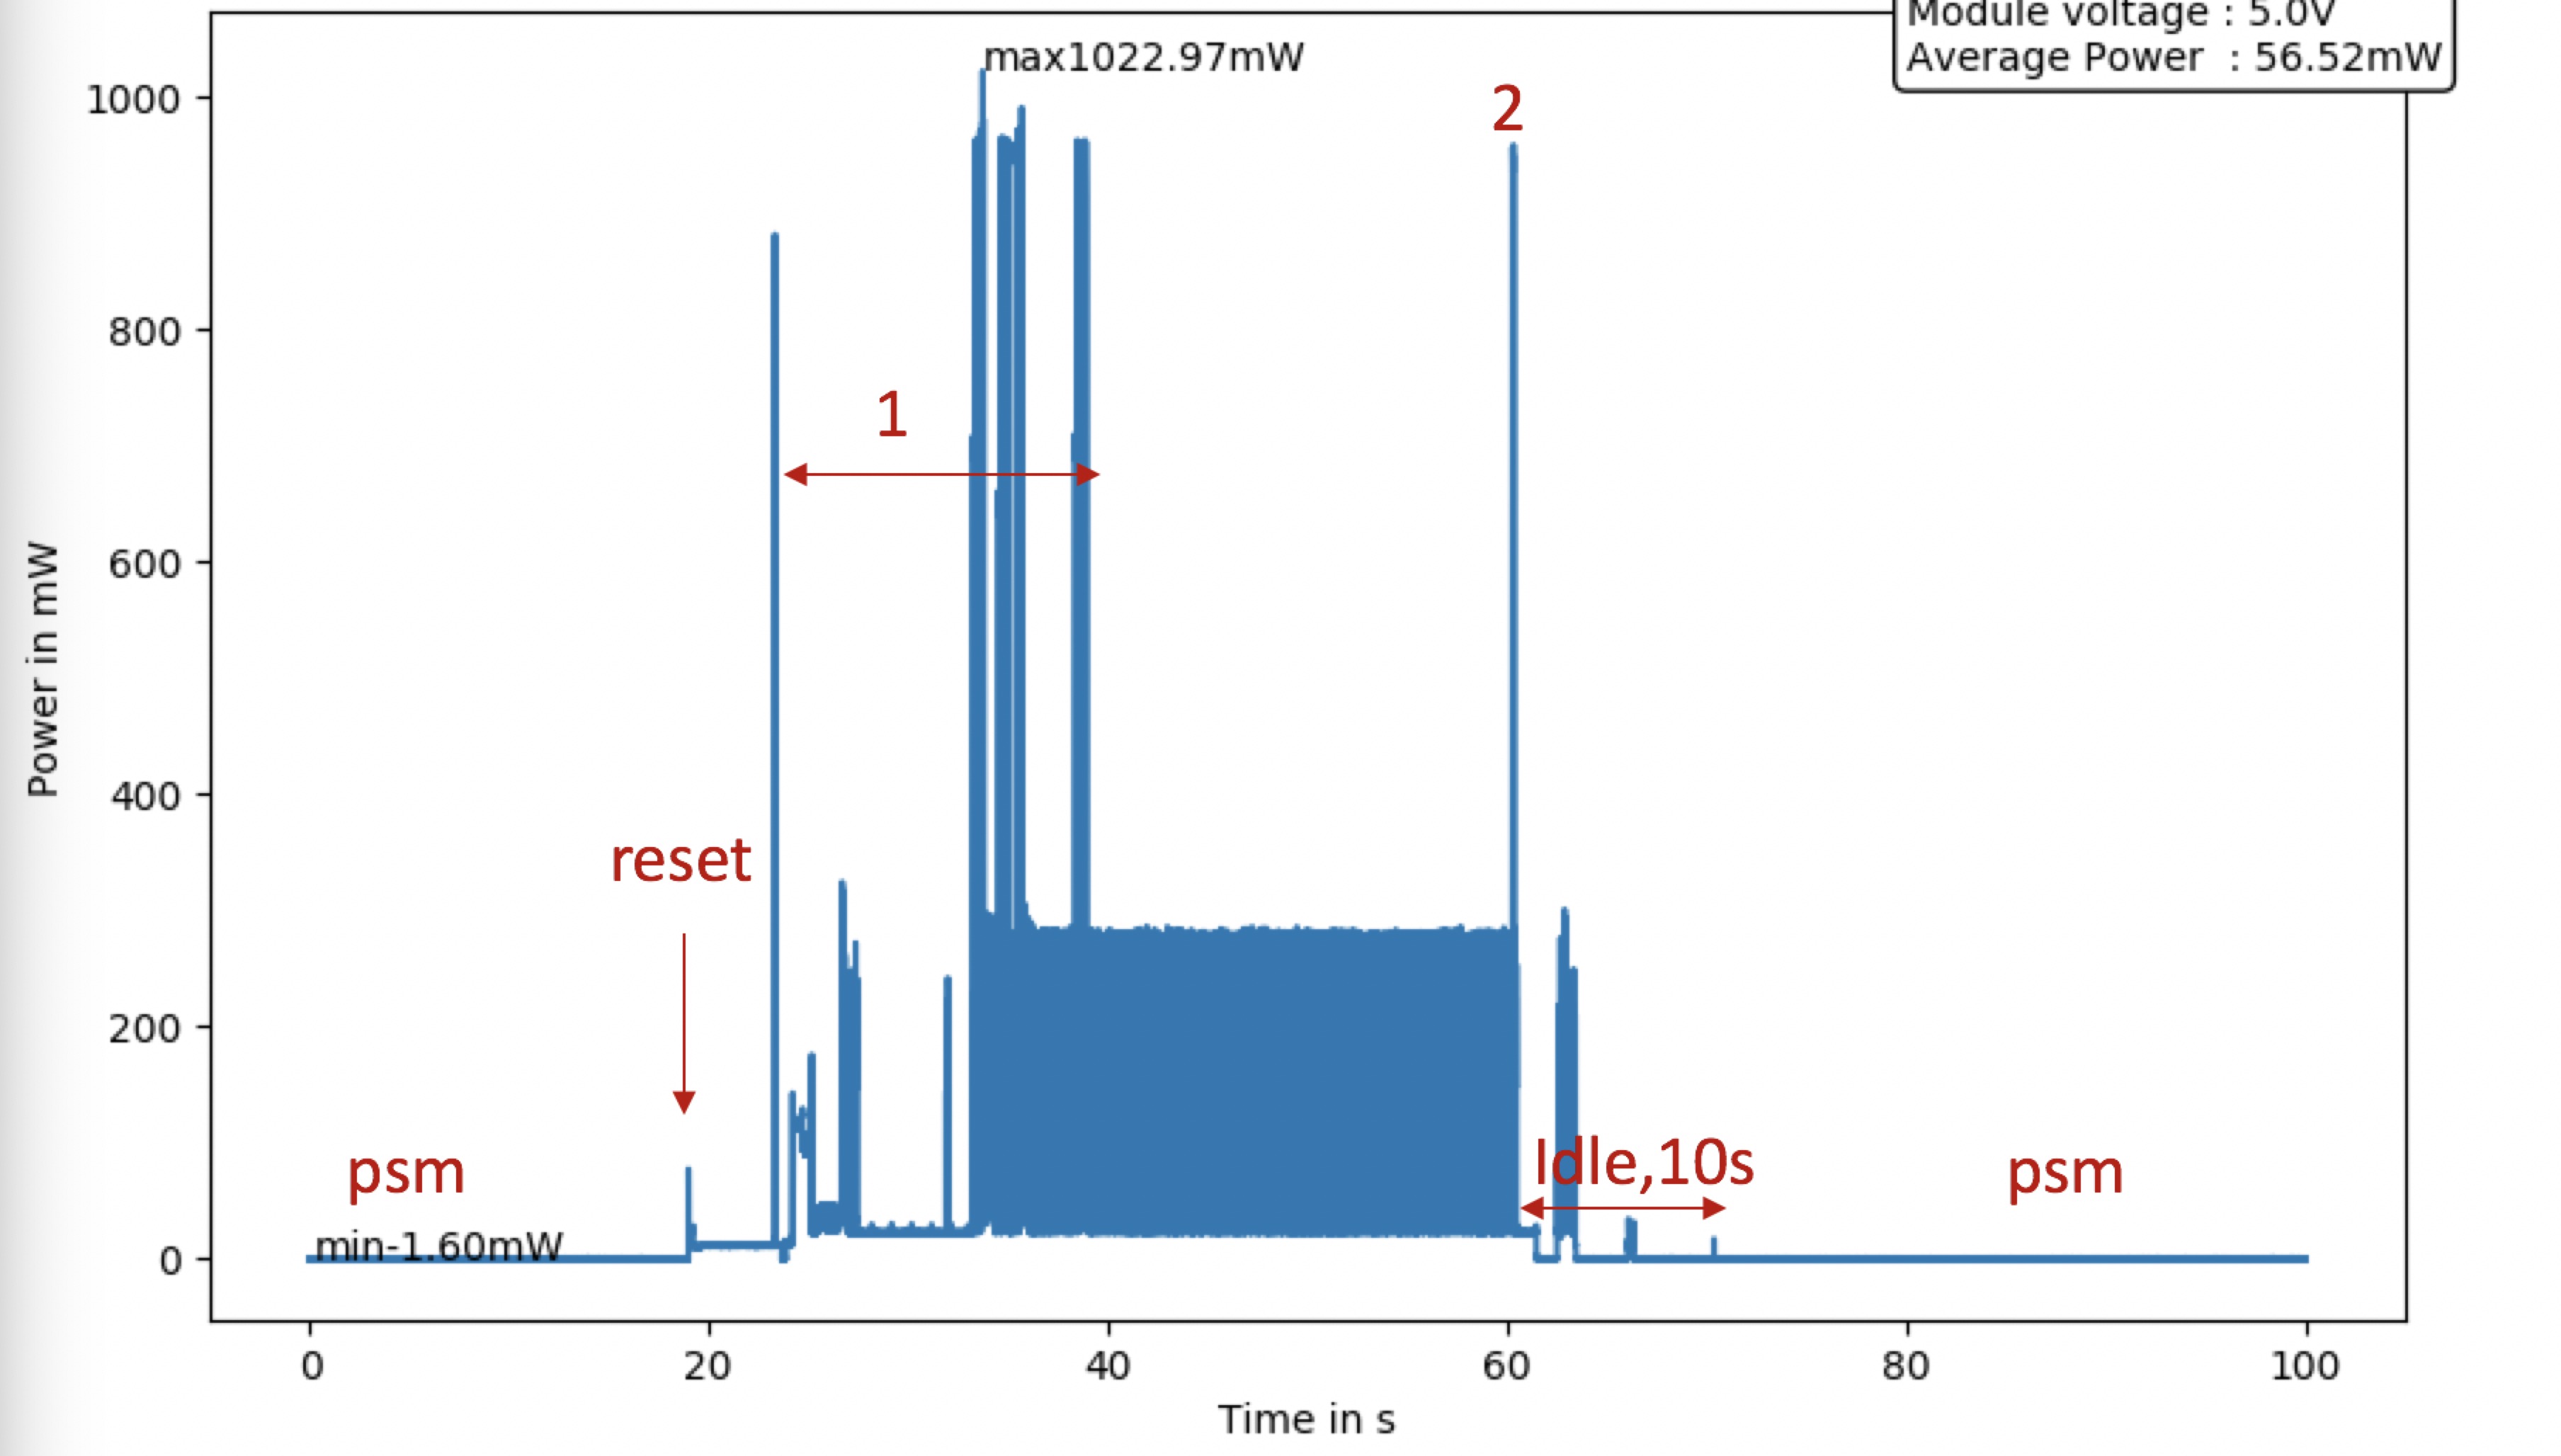 Module voltage : 5.0V
Average Power : 56.52mW
max1022.97mW
1000
2
800
1
600
Power in mW
400
reset
200
psm
Idle,10s
psm
min-1.60mW
0
0
20
40
60
80
100
Time in s